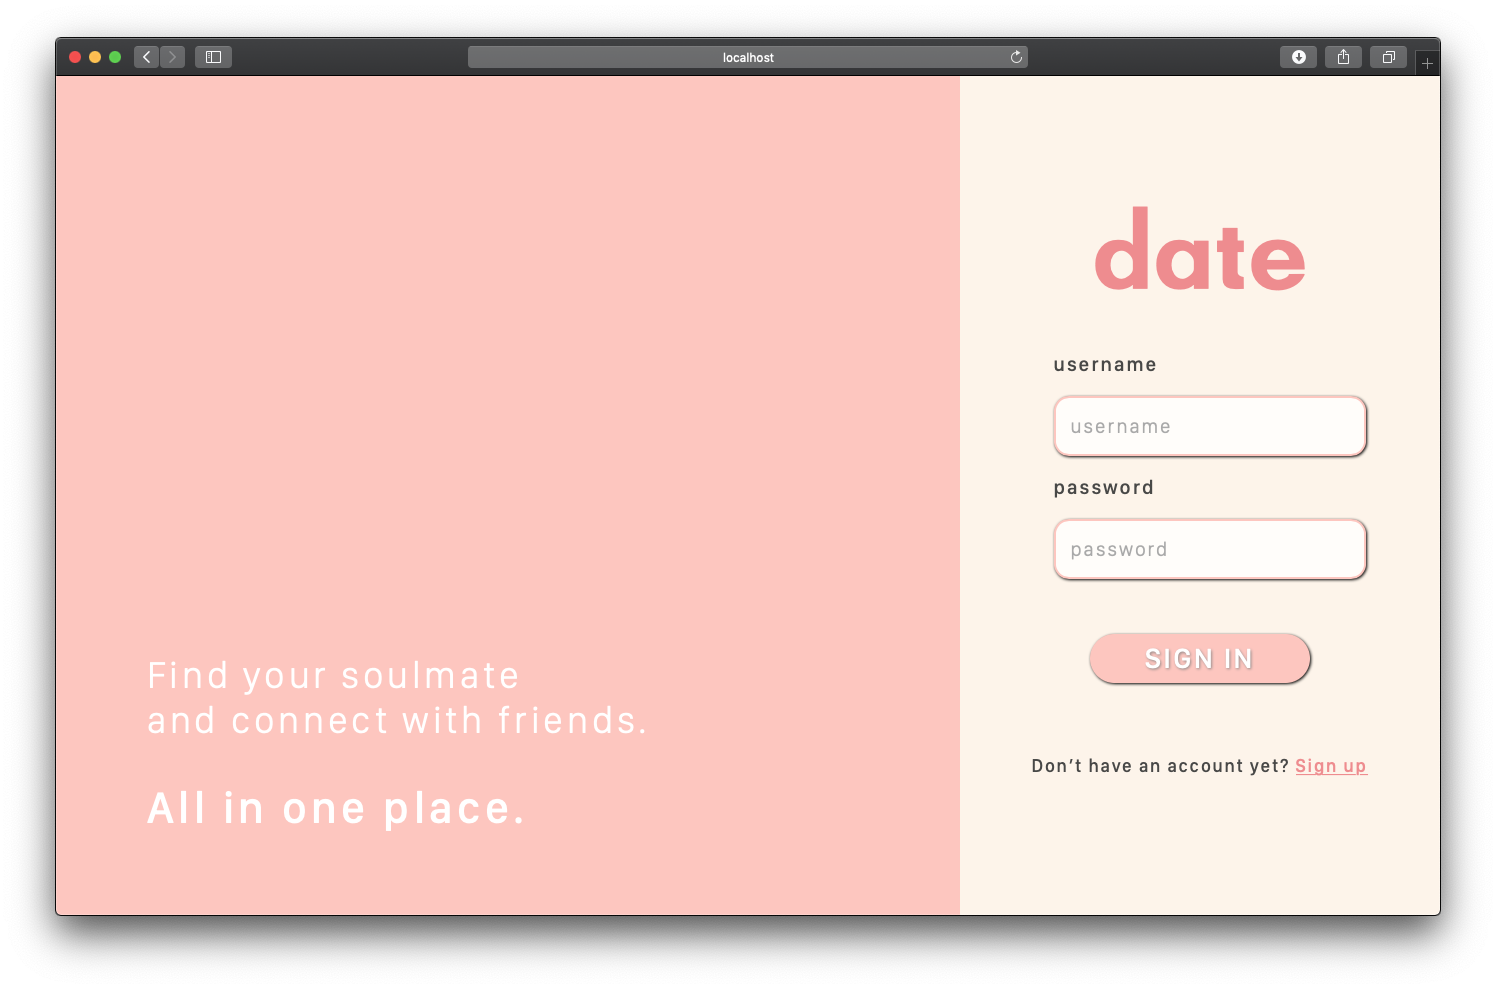 localhost
Find your soulmate
and connect with friends.
All in one place.
date
username
username
password
password
SIGN IN
Don’t have an account yet? Sign up